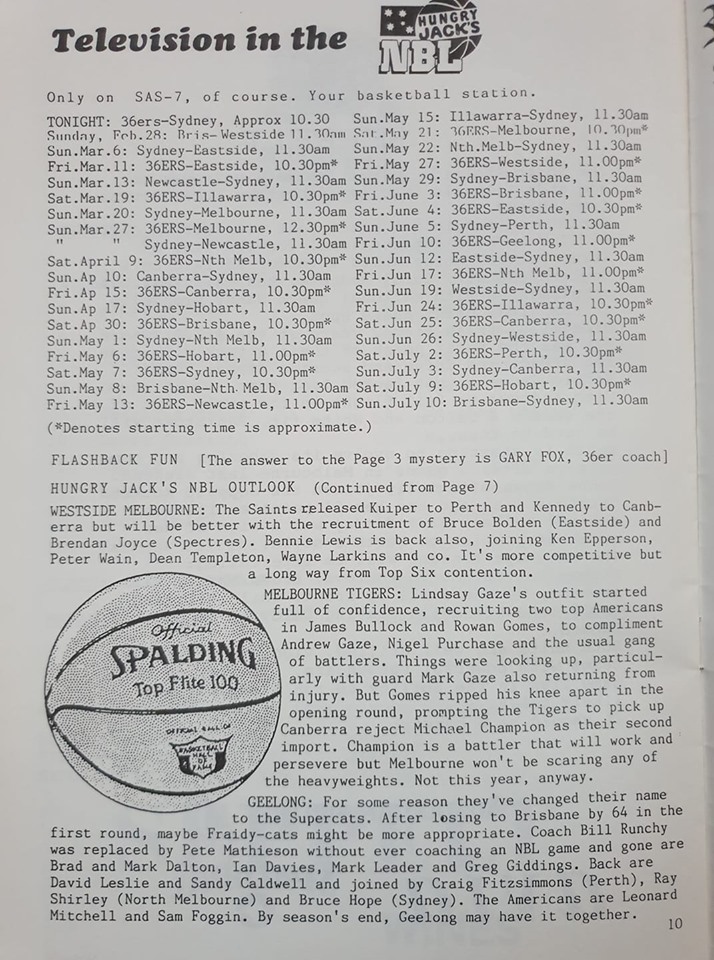 Television in the
HUNGRY
JACK'S
NBL
Only on SAS-7, of course. Your basketball station.
TONIGHT: 36ers-Sydney, Approx 10.30
Sunday, Feb.28: Bris-Westside 11.30am
Sun.Mar.6: Sydney-Eastside, 11.30am
Fri.Mar.11: 36ERS-Eastside, 10.30pm*
Sun.Mar.13: Newcastle-Sydney, 11.30am
Sat.Mar.19: 36ERS-Illawarra, 10.30pm*
Sun.Mar.20: Sydney-Melbourne, 11.30am
Sun.Mar.27: 36ERS-Melbourne, 12.30pm*
" " Sydney-Newcastle, 11.30am
Sat.April 9: 36ERS-Nth Melb, 10.30pm*
Sun.Ap 10: Canberra-Sydney, 11.30am
Fri.Ap 15: 36ERS-Canberra, 10.30pm*
Sun.Ap 17: Sydney-Hobart, 11.30am
Sat.Ap 30: 36ERS-Brisbane, 10.30pm*
Sun.May 1: Sydney-Nth Melb, 11.30am
Fri.May 6: 36ERS-Hobart, 11.00pm*
Sat.May 7: 36ERS-Sydney, 10.30pm*
Sun.May 8: Brisbane-Nth Melb, 11.30am
Fri.May 13: 36ERS-Newcastle, 11.00pm*
Sun.May 15: Illawarra-Sydney, 11.30am
Sat.May 21: 36ERS-Melbourne, 10.30pm*
Sun.May 22: Nth.Melb-Sydney, 11.30am
Fri.May 27: 36ERS-Westside, 11.00pm*
Sun.May 29: Sydney-Brisbane, 11.30am
Fri.June 3: 36ERS-Brisbane, 11.00pm*
Sat.June 4: 36ERS-Eastside, 10.30pm*
Sun.June 5: Sydney-Perth, 11.30am
Fri.Jun 10: 36ERS-Geelong, 11.00pm*
Sun.Jun 12: Eastside-Sydney, 11.30am
Fri.Jun 17: 36ERS-Nth Melb, 11.00pm*
Sun.Jun 19: Westside-Sydney, 11.30am
Fri.Jun 24: 36ERS-Illawarra, 10.30pm*
Sat.Jun 25: 36ERS-Canberra, 10.30pm*
Sun.Jun 26: Sydney-Westside, 11.30am
Sat.July 2: 36ERS-Perth, 10.30pm*
Sun.July 3: Sydney-Canberra, 11.30am
Sat.July 9: 36ERS-Hobart, 10.30pm*
Sun.July 10: Brisbane-Sydney, 11.30am
(*Denotes starting time is approximate.)
FLASHBACK FUN [The answer to the Page 3 mystery is GARY FOX, 36er coach]
HUNGRY JACK'S NBL OUTLOOK (Continued from Page 7)
WESTSIDE MELBOURNE: The Saints released Kuiper to Perth and Kennedy to Canb-
erra but will be better with the recruitment of Bruce Bolden (Eastside) and
Brendan Joyce (Spectres). Bennie Lewis is back also, joining Ken Epperson,
Peter Wain, Dean Templeton, Wayne Larkins and co. It's more competitive but
a long way from Top Six contention.
MELBOURNE TIGERS: Lindsay Gaze's outfit started
full of confidence, recruiting two top Americans
in James Bullock and Rowan Gomes, to compliment
Andrew Gaze, Nigel Purchase and the usual gang
of battlers. Things were looking up, particul-
arly with guard Mark Gaze also returning from
injury. But Gomes ripped his knee apart in the
opening round, prompting the Tigers to pick up
Canberra reject Michael Champion as their second
import. Champion is a battler that will work and
persevere but Melbourne won't be scaring any of
the heavyweights. Not this year, anyway.
Official
SPALDING
Top Flite 100
OFFICIAL BALL OF
BASKETBALL
HALL
OF
FAME
GEELONG: For some reason they've changed their name
to the Supercats. After losing to Brisbane by 64 in the
first round, maybe Fraidy-cats might be more appropriate. Coach Bill Runchy
was replaced by Pete Mathieson without ever coaching an NBL game and gone are
Brad and Mark Dalton, Ian Davies, Mark Leader and Greg Giddings. Back are
David Leslie and Sandy Caldwell and joined by Craig Fitzsimmons (Perth), Ray
Shirley (North Melbourne) and Bruce Hope (Sydney). The Americans are Leonard
Mitchell and Sam Foggin. By season's end, Geelong may have it together.
10